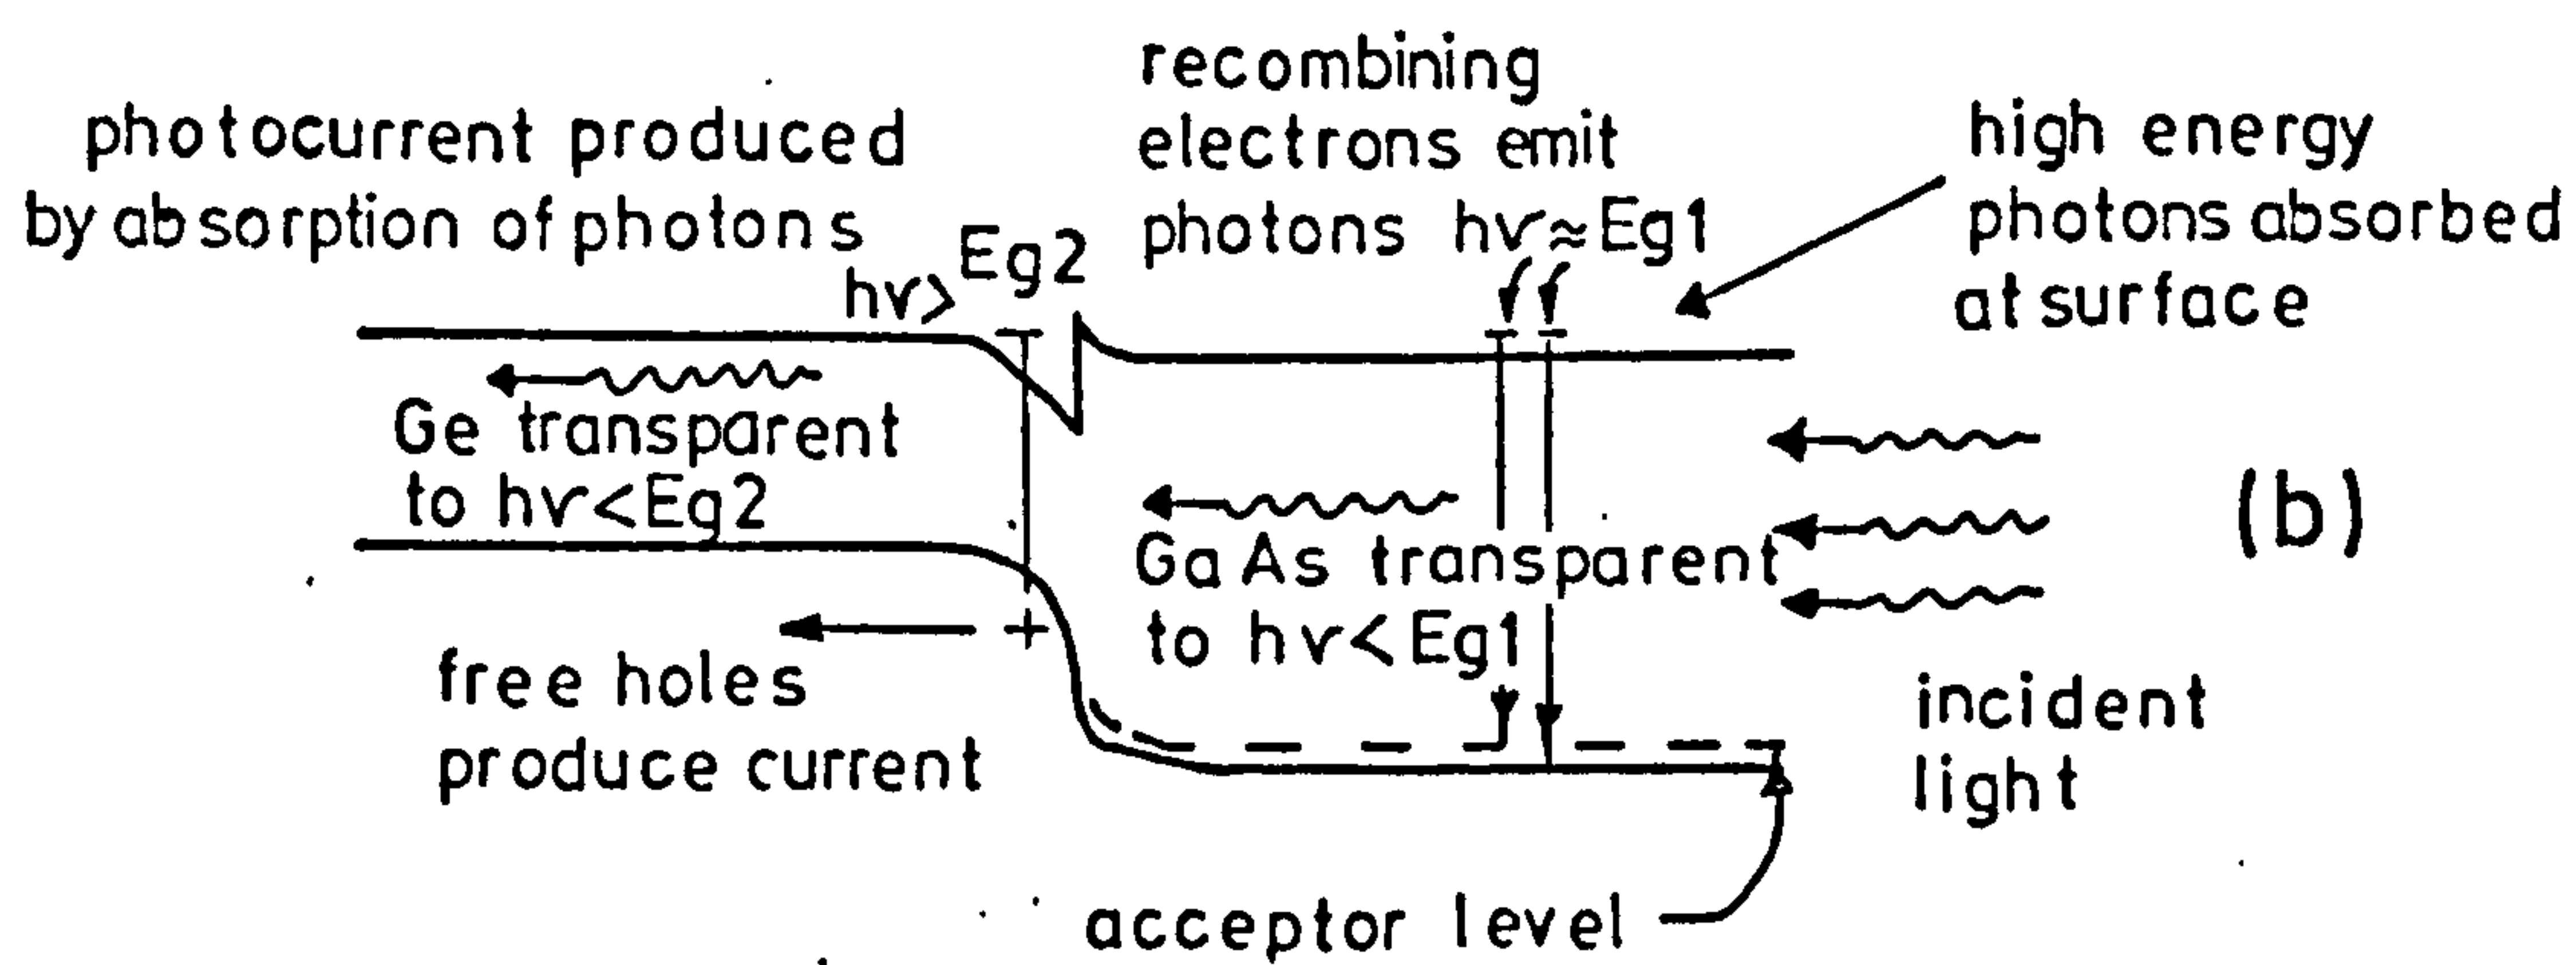 photocurrent produced
by absorption of photons
hν> Eg2
recombining
electrons emit
photons hν≈Eg1
high energy
photons absorbed
at surface
Ge transparent
to hν<Eg2
GaAs transparent
to hν<Eg1
free holes
produce current
incident
light
(b)
acceptor level